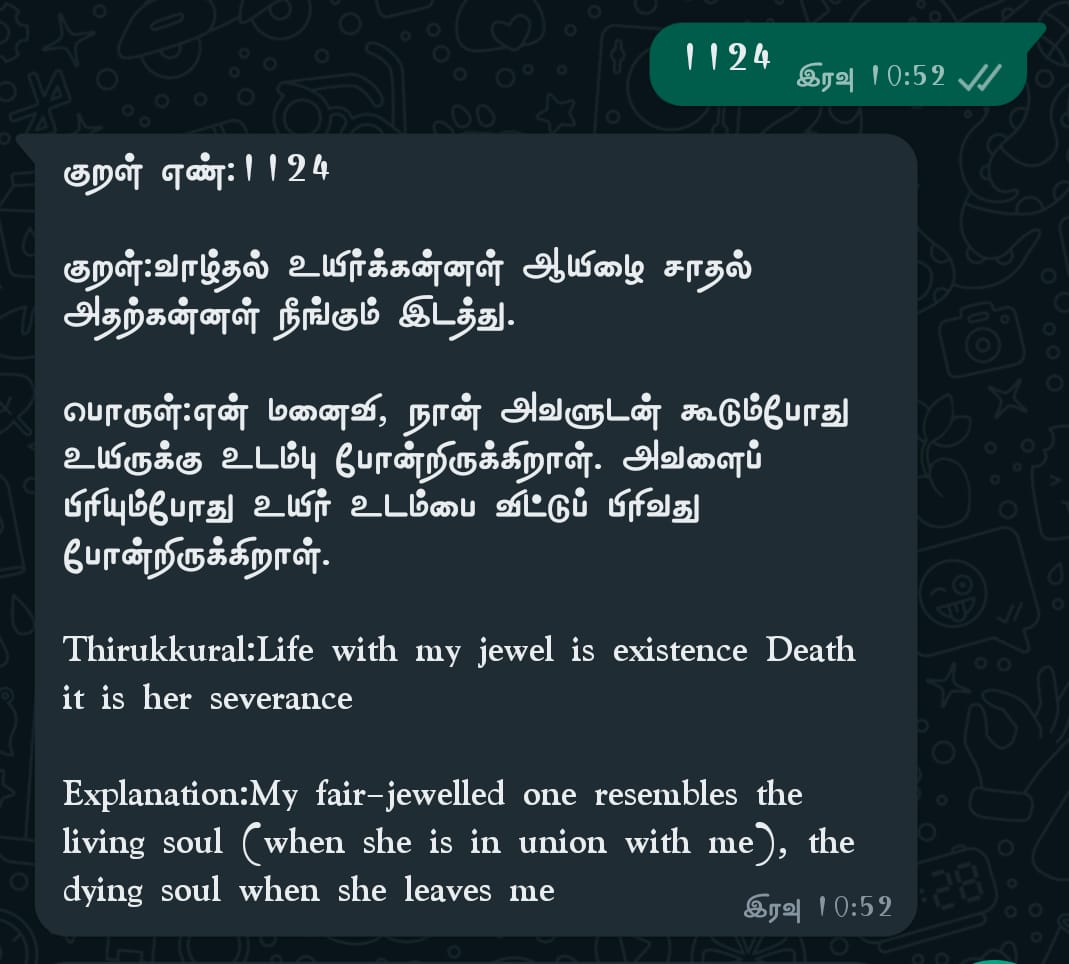 1124
இரவு 10:52
குறள் எண்:1124
குறள்:வாழ்தல் உயிர்க்கன்னள் ஆயிழை சாதல்
அதற்கன்னள் நீங்கும் இடத்து.
பொருள்:என் மனைவி, நான் அவளுடன் கூடும்போது
உயிருக்கு உடம்பு போன்றிருக்கிறாள். அவளைப்
பிரியும்போது உயிர் உடம்பை விட்டுப் பிரிவது
போன்றிருக்கிறாள்.
Thirukkural:Life with my jewel is existence Death
it is her severance
Explanation:My fair-jewelled one resembles the
living soul (when she is in union with me), the
dying soul when she leaves me
இரவு 10:52